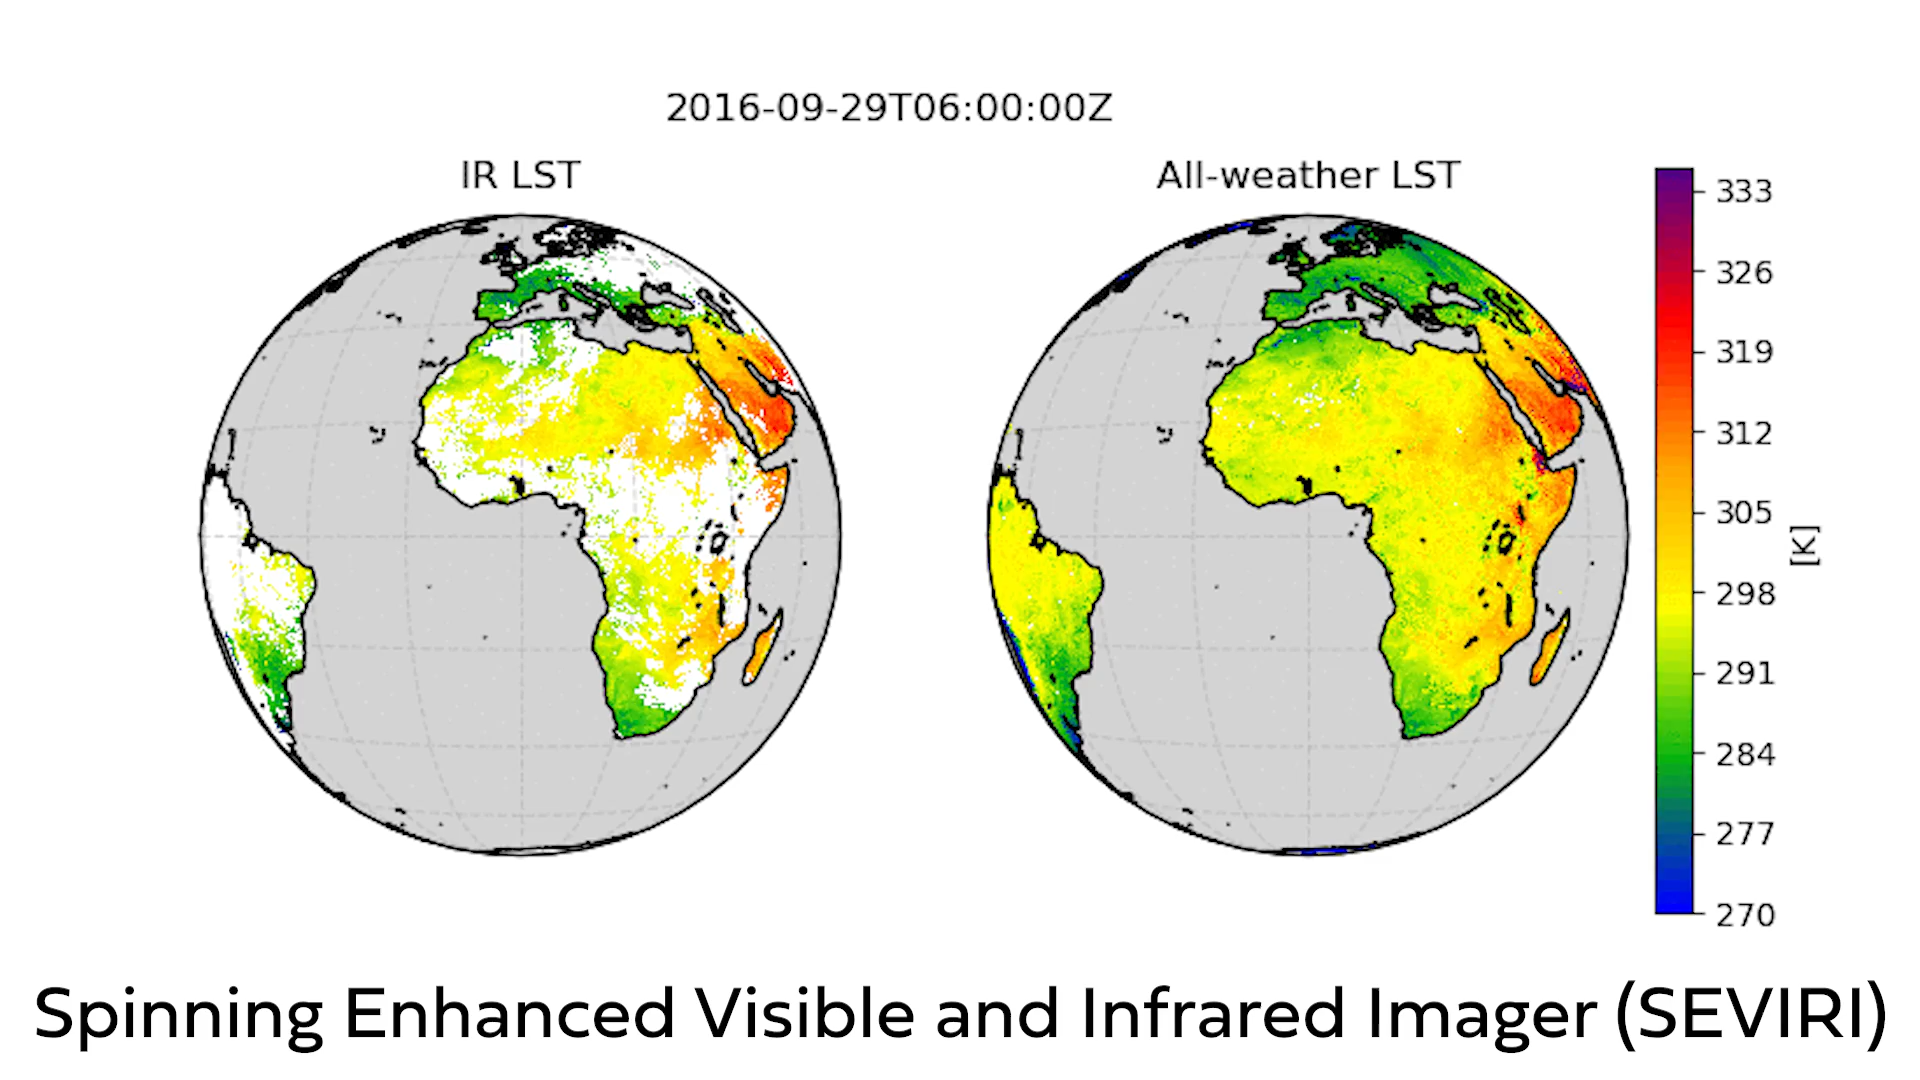 2016-09-29T06:00:00Z
IR LST
All-weather LST
333
326
319
312
305
298
291
284
277
270
[K]
Spinning Enhanced Visible and Infrared Imager (SEVIRI)